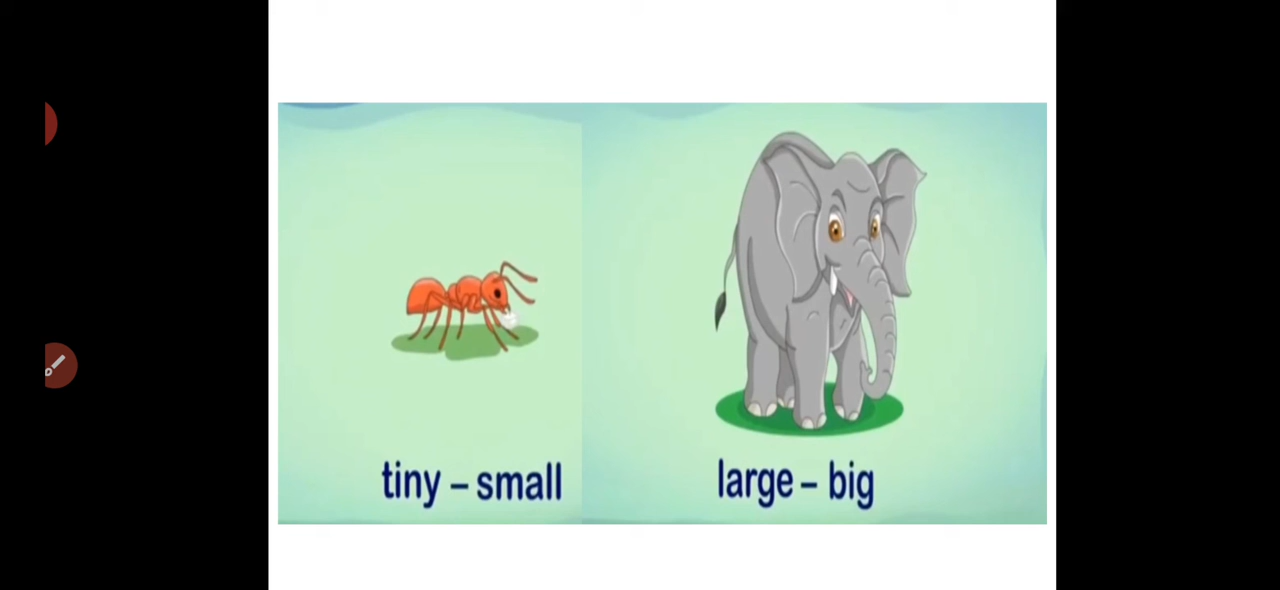 tiny – small
large – big